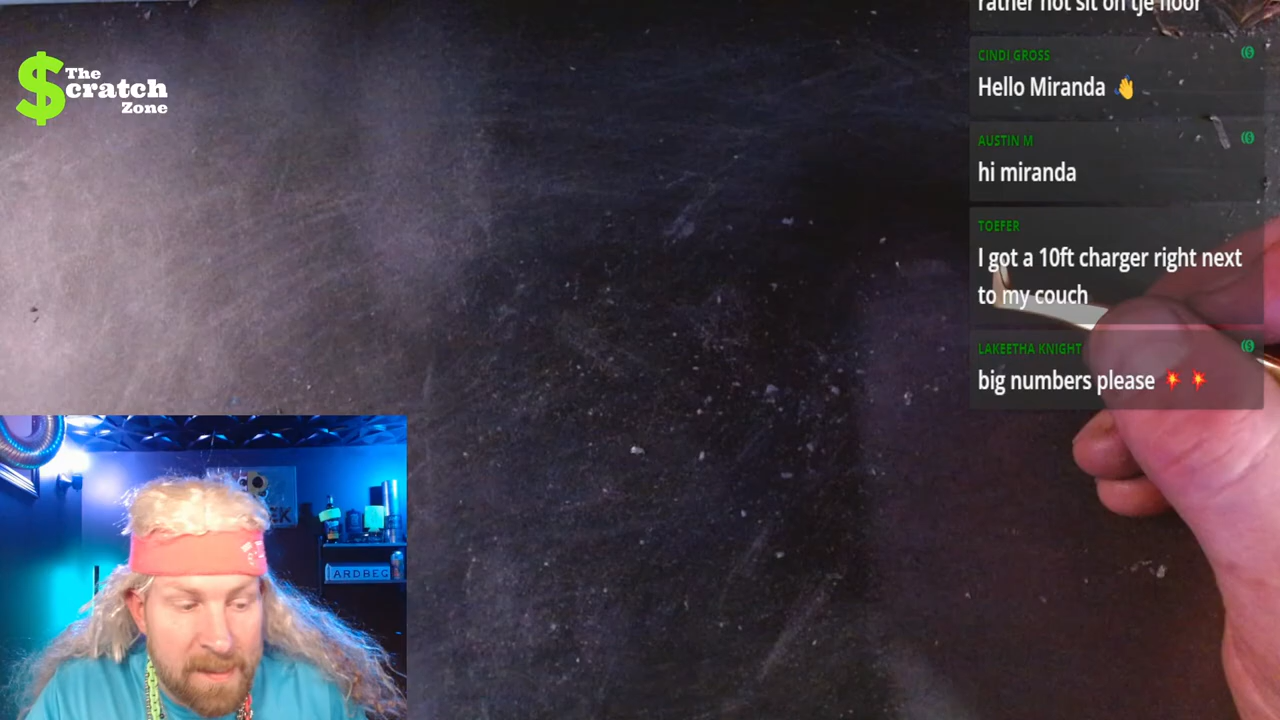 The
$cratch
Zone
rather not sit on tje floor
CINDI GROSS
Hello Miranda 👋
AUSTIN M
hi miranda
TOEFER
I got a 10ft charger right next
to my couch
LAKEETHA KNIGHT
big numbers please 💥 💥
ARDBEG